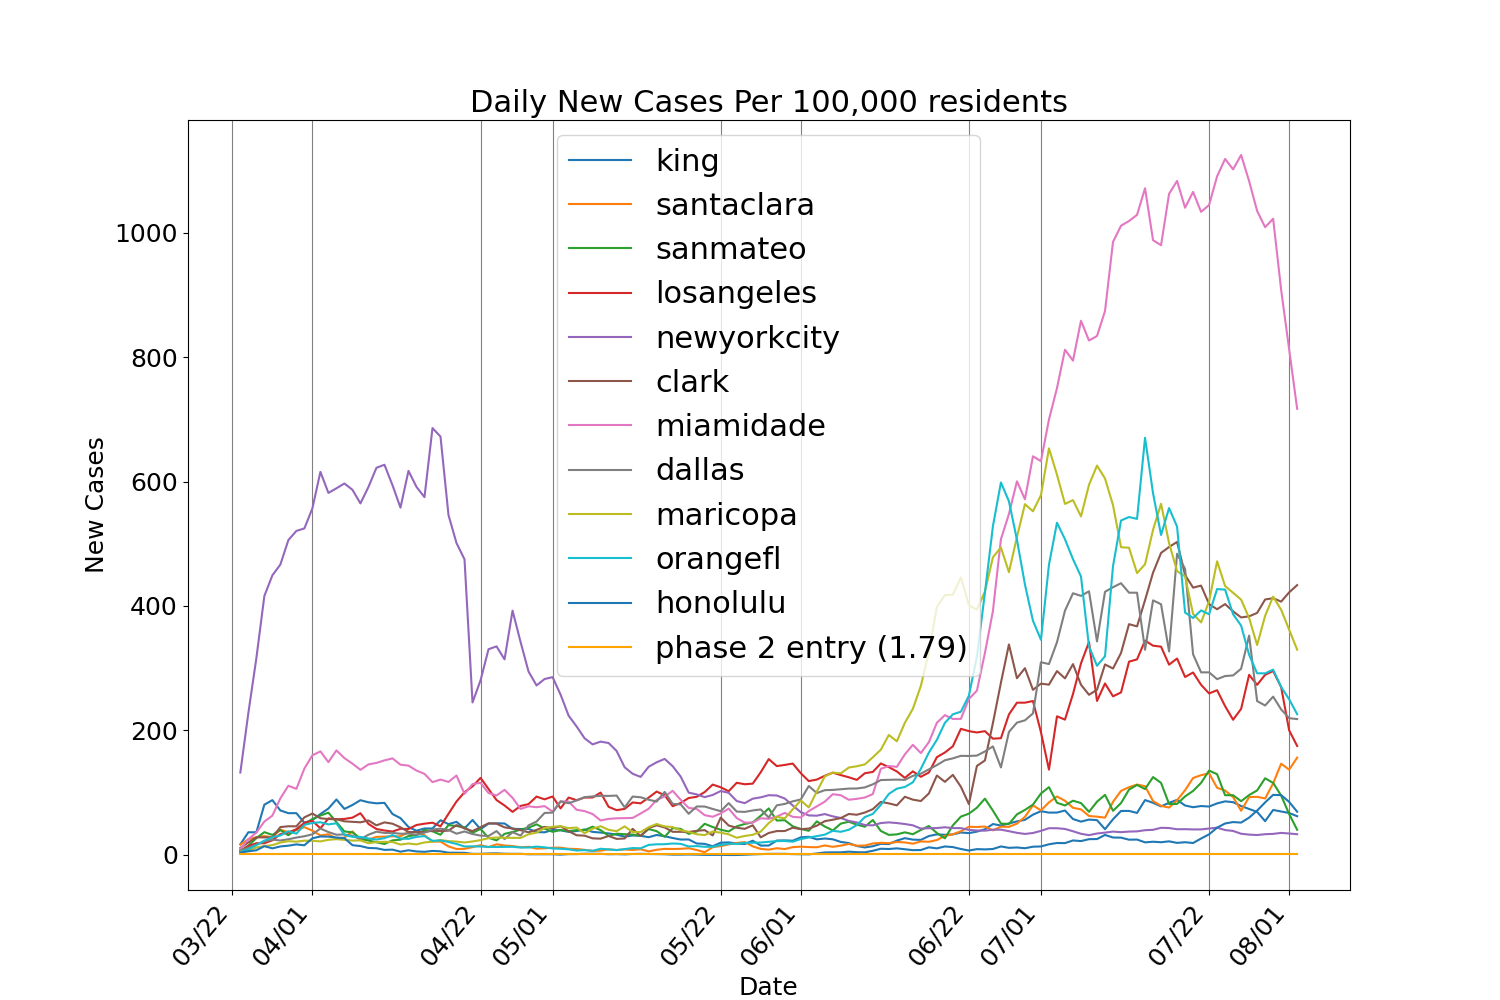 Daily New Cases Per 100,000 residents
king
santaclara
sanmateo
losangeles
newyorkcity
clark
miamidade
dallas
maricopa
orangefl
honolulu
phase 2 entry (1.79)
1000
800
600
400
200
0
New Cases
03/22
04/01
04/22
05/01
05/22
06/01
06/22
07/01
07/22
08/01
Date